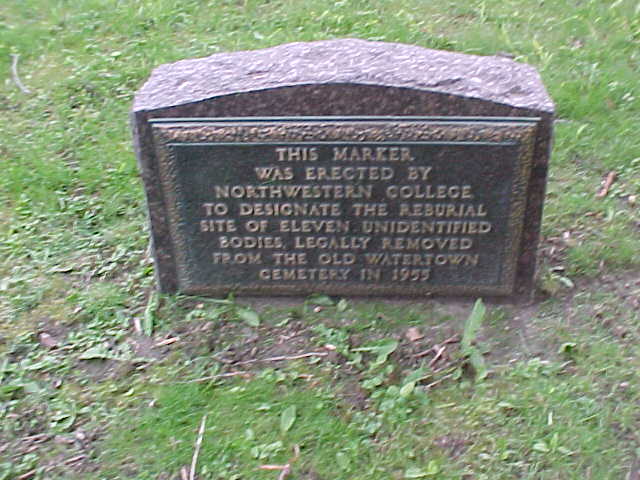 THIS MARKER
WAS ERECTED BY
NORTHWESTERN COLLEGE
TO DESIGNATE THE REBURIAL
SITE OF ELEVEN UNIDENTIFIED
BODIES, LEGALLY REMOVED
FROM THE OLD WATERTOWN
CEMETERY IN 1955